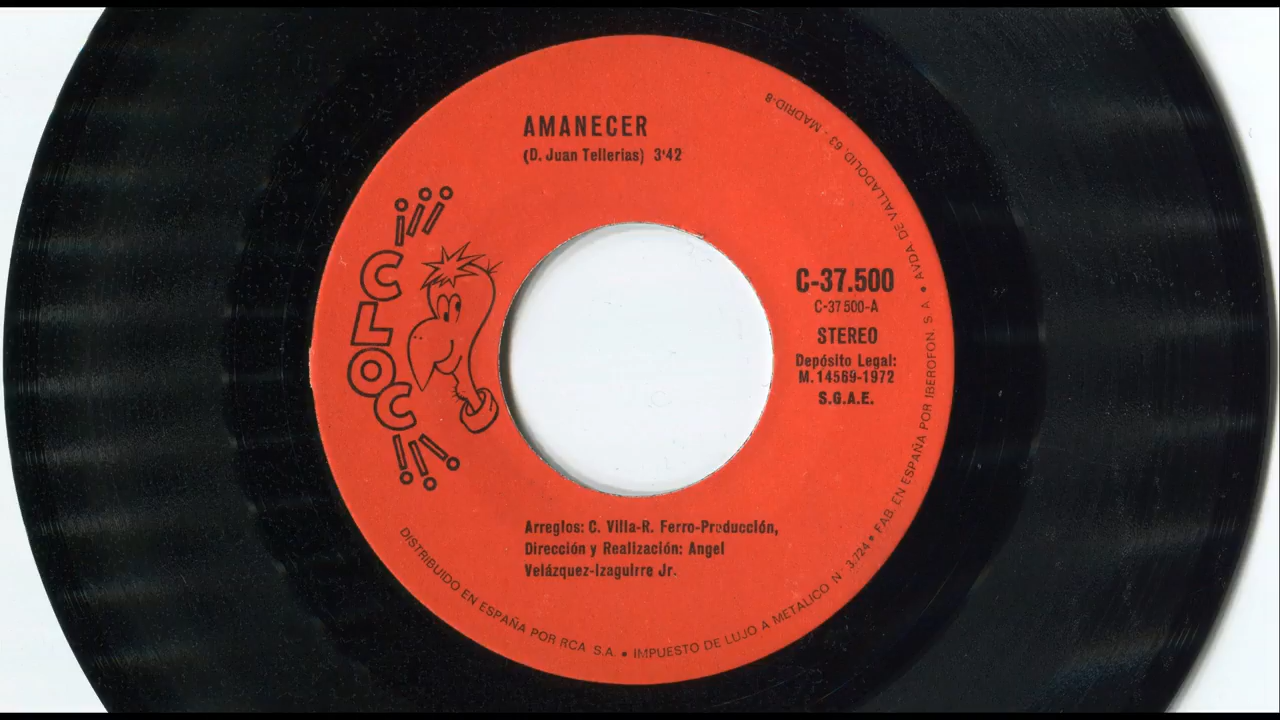 AMANECER
(D. Juan Tellerias) 3'42
¡¡¡CLOC!!!
C-37.500
C-37500-A
STEREO
Depósito Legal:
M. 14569-1972
S.G.A.E.
Arreglos: C. Villa-R. Ferro-Producción,
Dirección y Realización: Angel
Velázquez-Izaguirre Jr.
DISTRIBUIDO EN ESPAÑA POR RCA S.A. • IMPUESTO DE LUJO A METALICO N.º 3.724 • FAB. EN ESPAÑA POR IBEROFON, S. A. • AVDA. DE VALLADOLID, 63 - MADRID-8